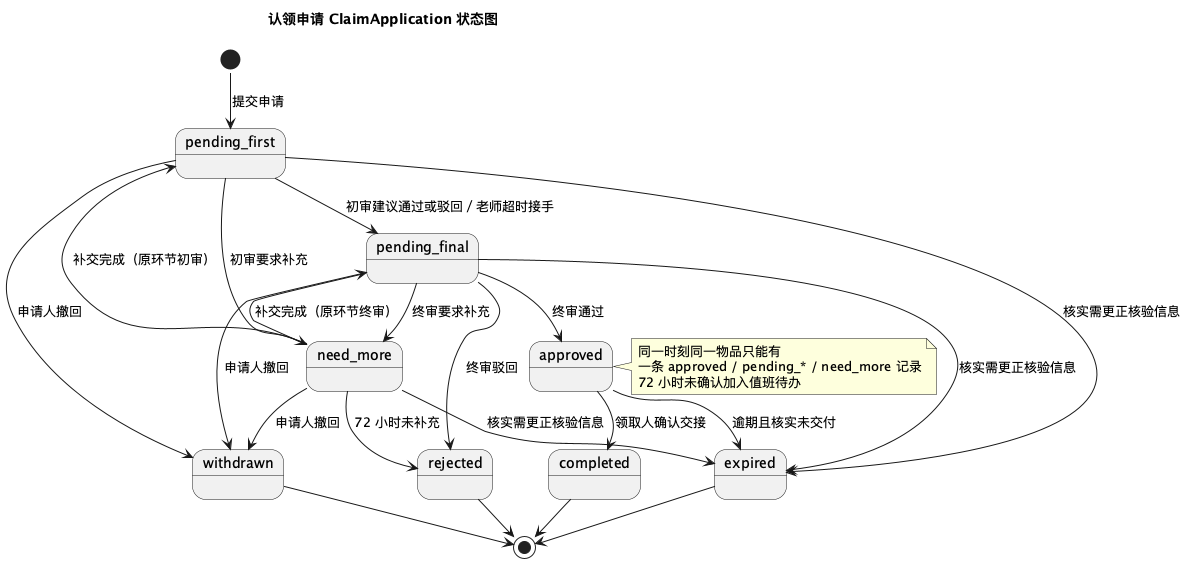 认领申请 ClaimApplication 状态图
提交申请
pending_first
初审建议通过或驳回 / 老师超时接手
pending_final
补交完成（原环节初审）
初审要求补充
申请人撤回
补交完成（原环节终审）
终审要求补充
终审通过
核实需更正核验信息
need_more
approved
同一时刻同一物品只能有
一条 approved / pending_* / need_more 记录
72 小时未确认加入值班待办
申请人撤回
终审驳回
核实需更正核验信息
申请人撤回
72 小时未补充
核实需更正核验信息
领取人确认交接
逾期且核实未交付
withdrawn
rejected
completed
expired